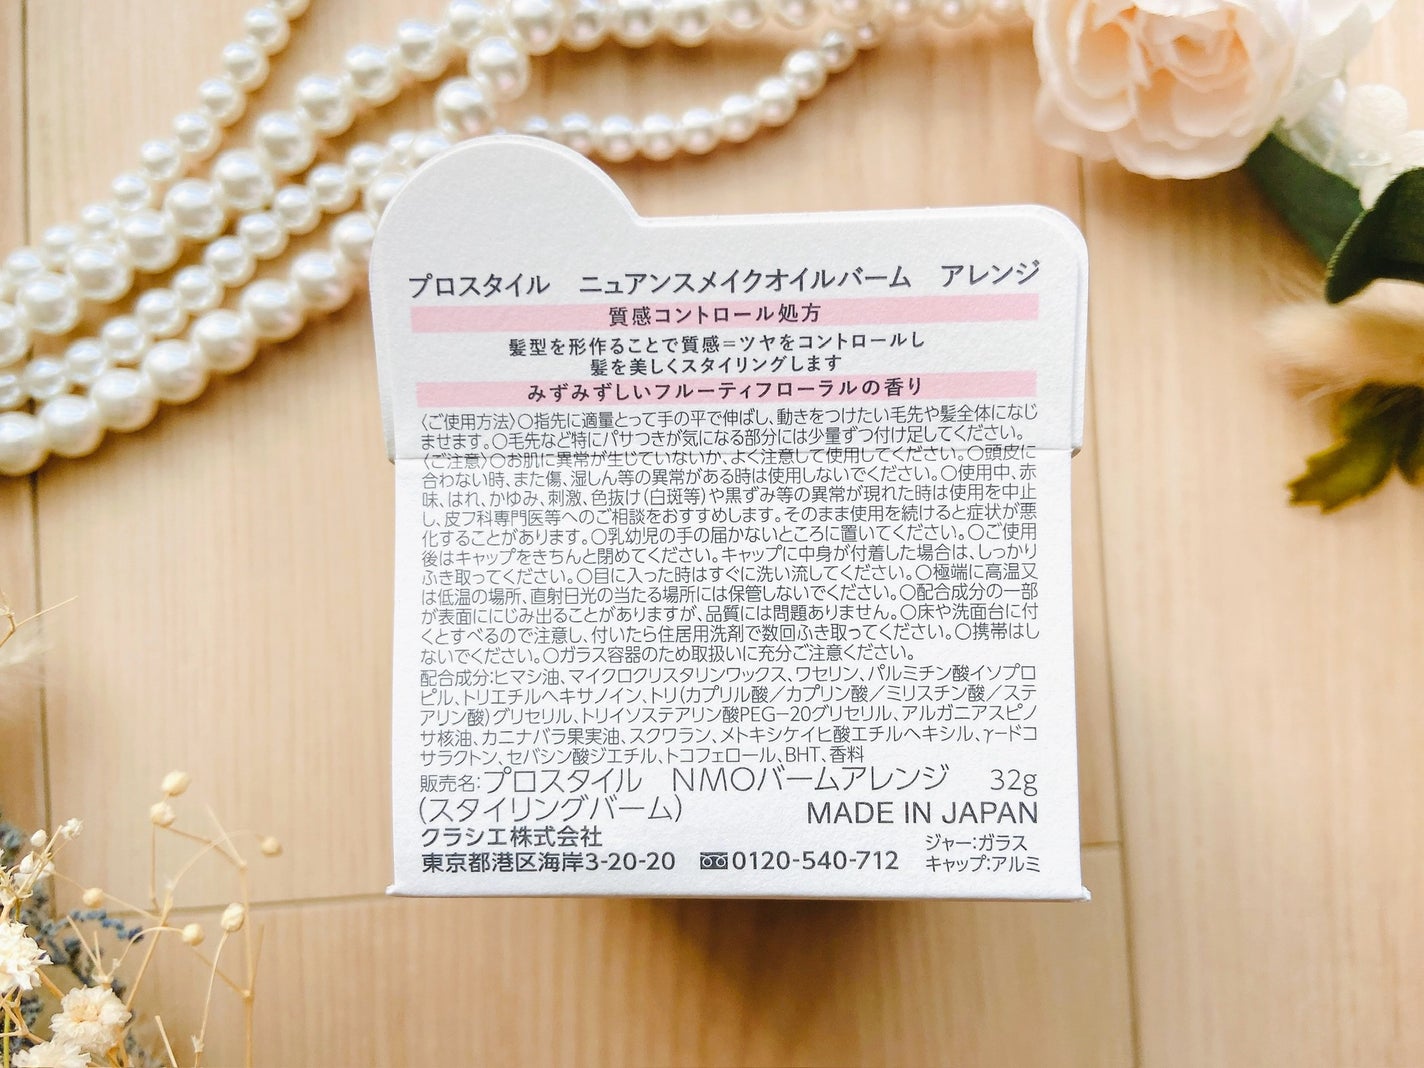 プロスタイル　ニュアンスメイクオイルバーム　アレンジ
質感コントロール処方
髪型を形作ることで質感＝ツヤをコントロールし
髪を美しくスタイリングします
みずみずしいフルーティフローラルの香り
〈ご使用方法〉○指先に適量とって手の平で伸ばし、動きをつけたい毛先や髪全体になじ
ませます。○毛先など特にパサつきが気になる部分には少量ずつ付け足してください。
〈ご注意〉○お肌に異常が生じていないか、よく注意して使用してください。○頭皮に
合わない時、また傷、湿しん等の異常がある時は使用しないでください。○使用中、赤
味、はれ、かゆみ、刺激、色抜け(白斑等)や黒ずみ等の異常が現れた時は使用を中止
し、皮フ科専門医等へのご相談をおすすめします。そのまま使用を続けると症状が悪
化することがあります。○乳幼児の手の届かないところに置いてください。○ご使用
後はキャップをきちんと閉めてください。キャップに中身が付着した場合は、しっかり
ふき取ってください。○目に入った時はすぐに洗い流してください。○極端に高温又
は低温の場所、直射日光の当たる場所には保管しないでください。○配合成分の一部
が表面ににじみ出ることがありますが、品質には問題ありません。○床や洗面台に付
くとすべるので注意し、付いたら住居用洗剤で数回ふき取ってください。○携帯はし
ないでください。○ガラス容器のため取扱いに充分ご注意ください。
配合成分:ヒマシ油、マイクロクリスタリンワックス、ワセリン、パルミチン酸イソプロ
ピル、トリエチルヘキサノイン、トリ(カプリル酸／カプリン酸／ミリスチン酸／ステ
アリン酸)グリセリル、トリイソステアリン酸PEG−20グリセリル、アルガニアスピノ
サ核油、カニナバラ果実油、スクワラン、メトキシケイヒ酸エチルヘキシル、γードコ
サラクトン、セバシン酸ジエチル、トコフェロール、BHT、香料
販売名:プロスタイル　NMOバームアレンジ　32g
(スタイリングバーム)　MADE IN JAPAN
クラシエ株式会社
東京都港区海岸3-20-20　0120-540-712
ジャー:ガラス
キャップ:アルミ